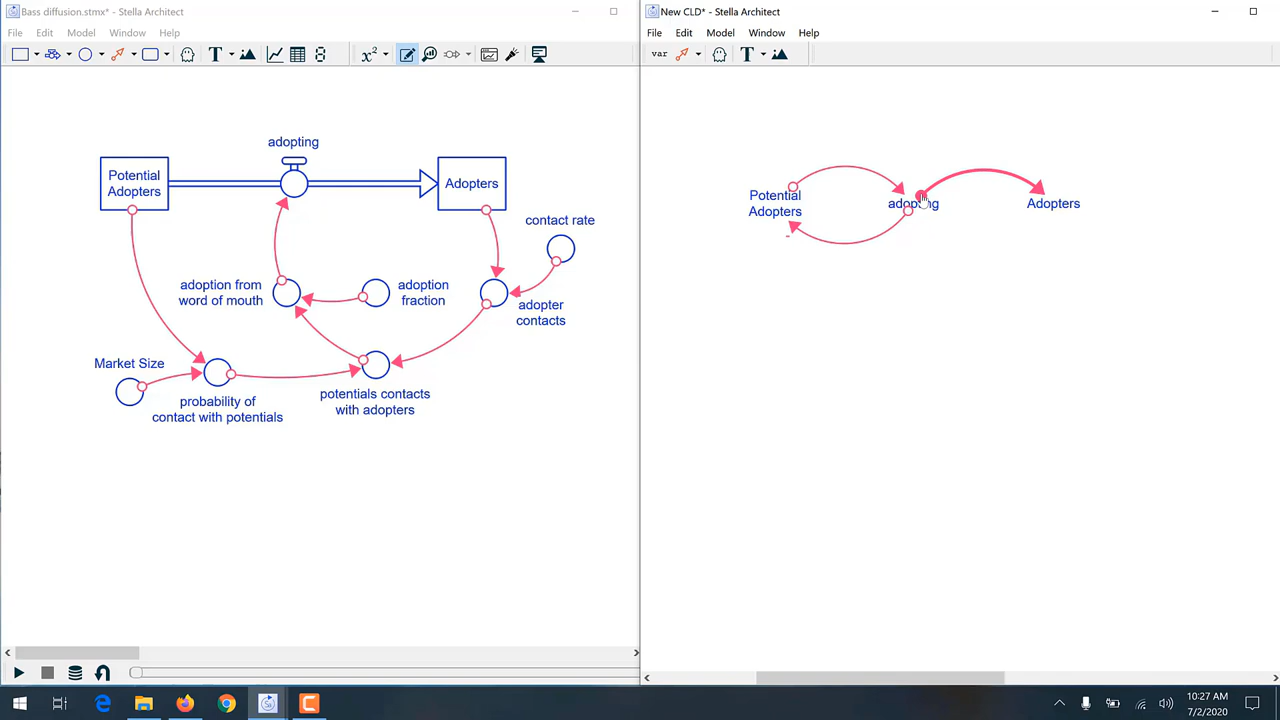 Bass diffusion.stmx* - Stella Architect
File Edit Model Window Help
T
x²
adopting
Potential
Adopters
Adopters
contact rate
adoption from
word of mouth
adoption
fraction
adopter
contacts
Market Size
probability of
contact with potentials
potentials contacts
with adopters
New CLD* - Stella Architect
File Edit Model Window Help
var T
Potential
Adopters
adopting
Adopters
-
10:27 AM
7/2/2020